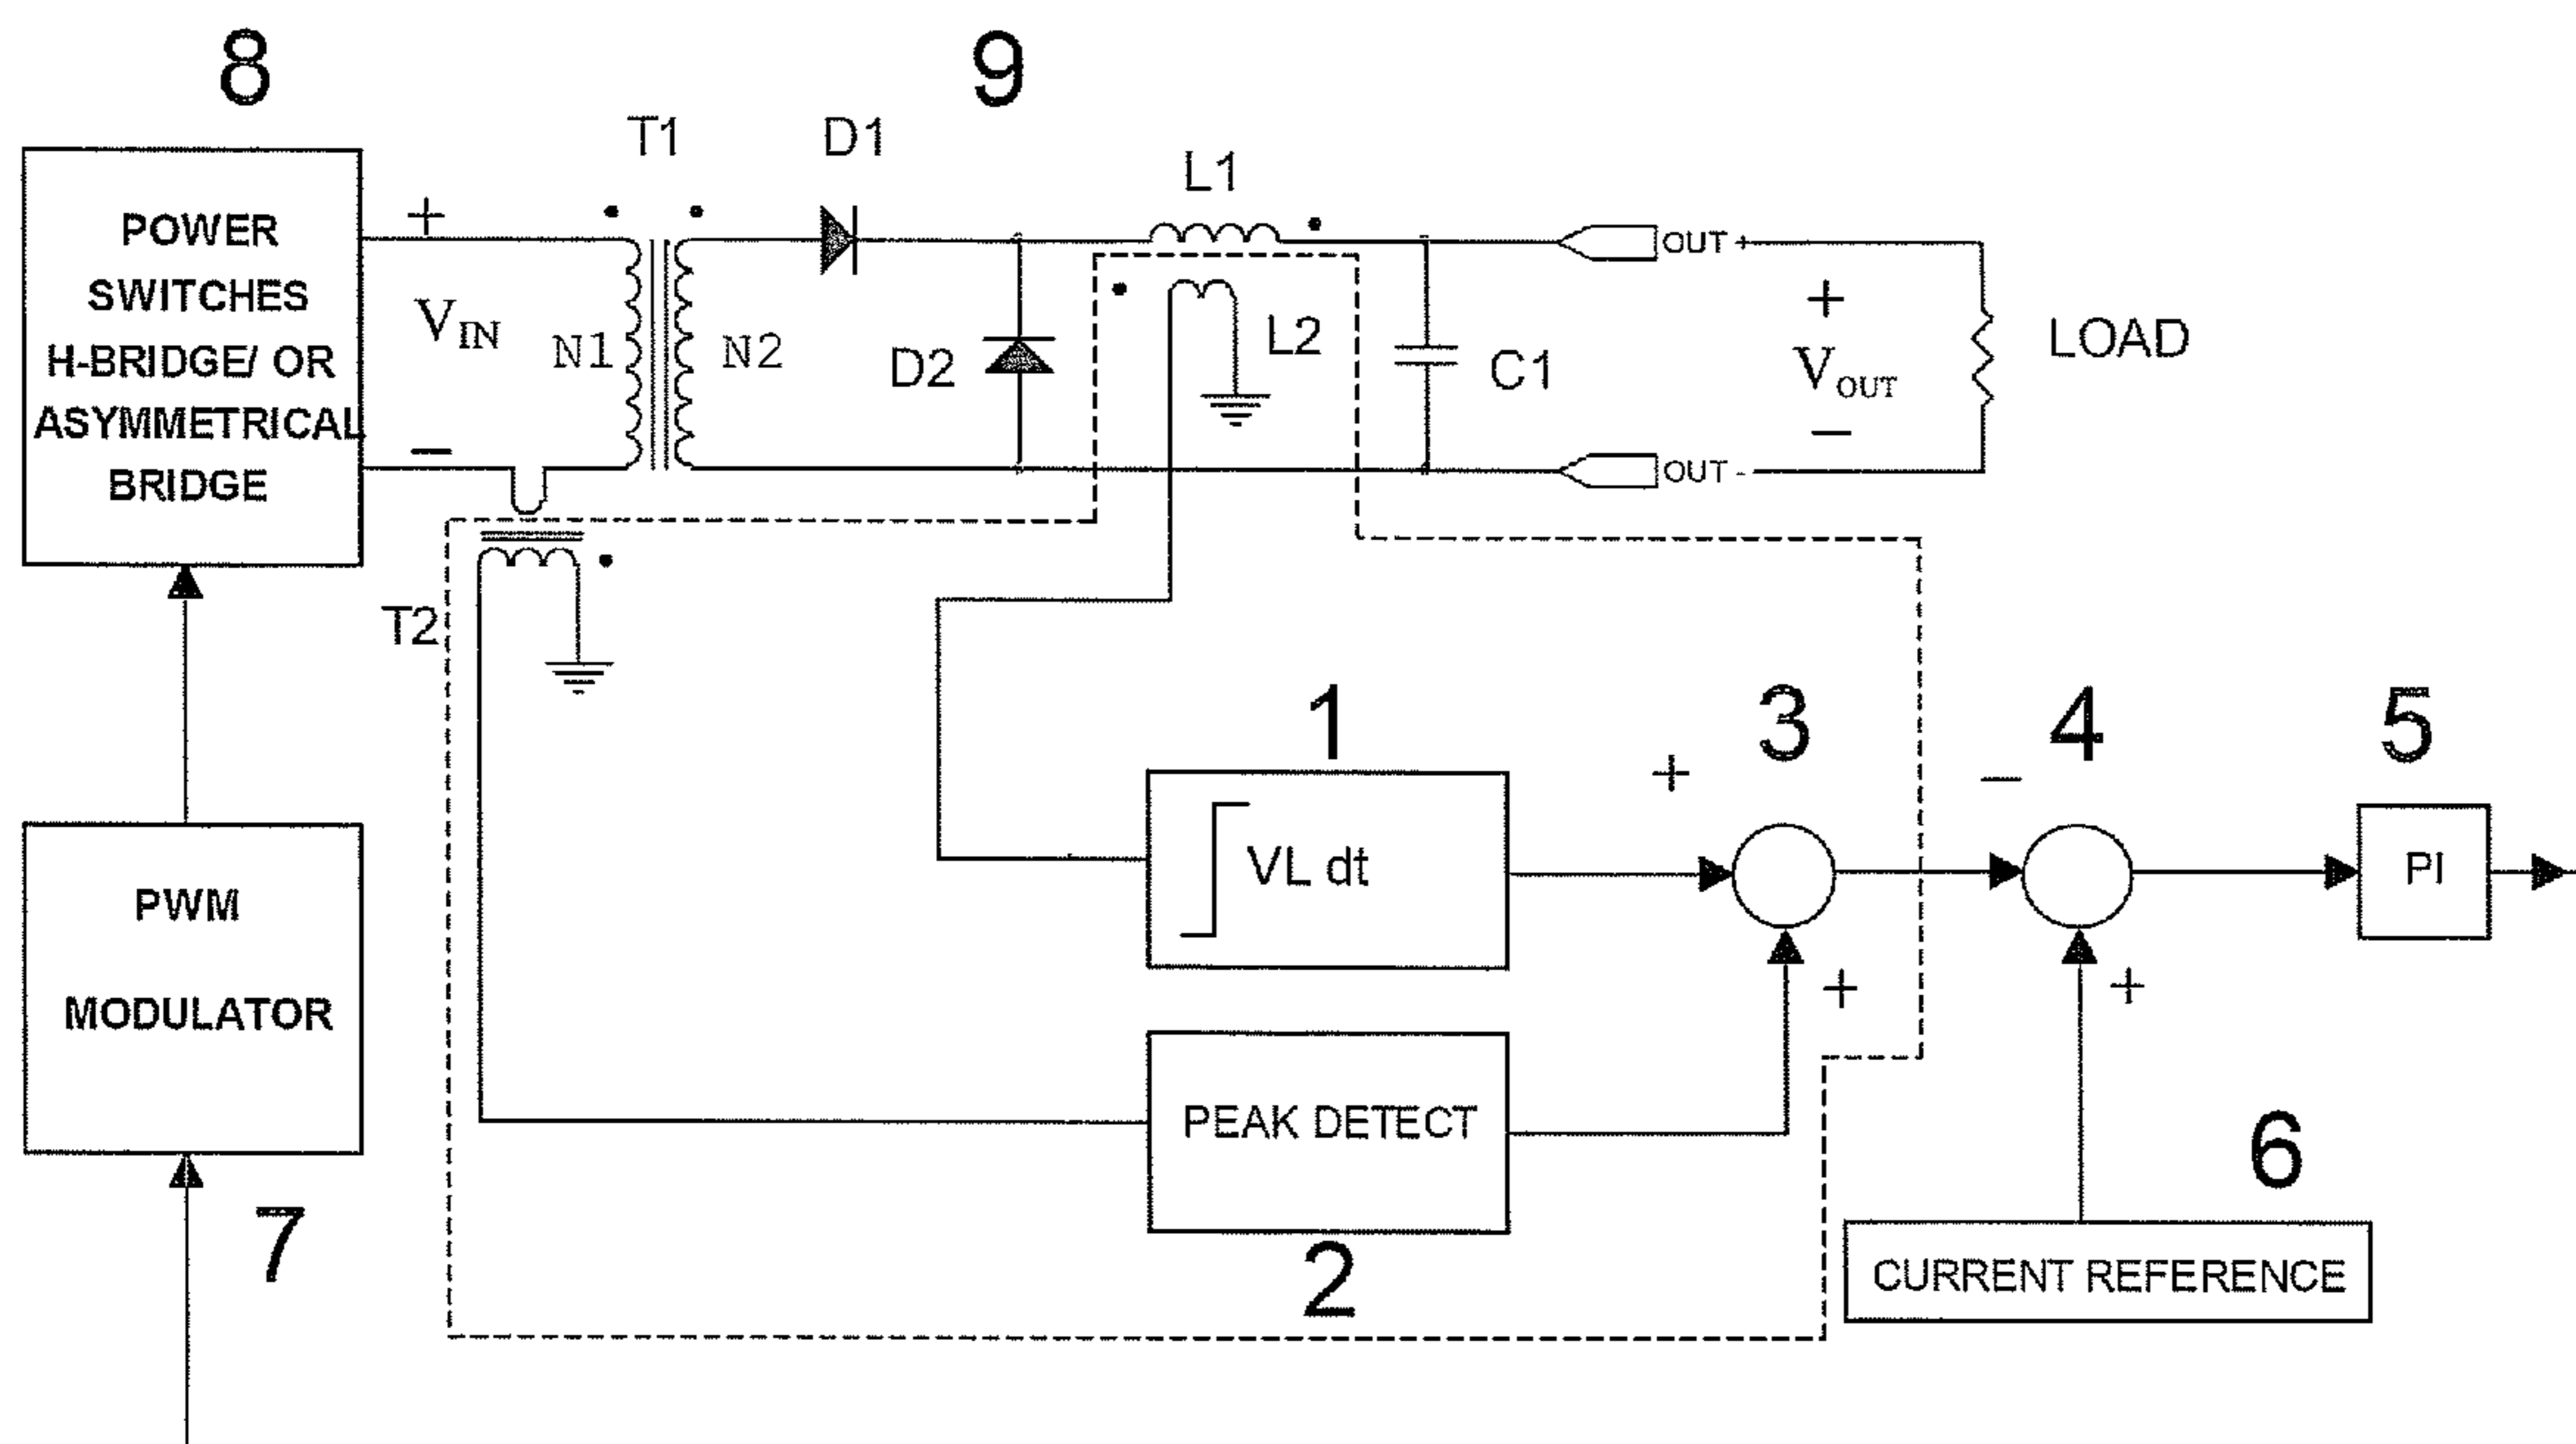 8
9
T1
D1
L1
POWER
SWITCHES
H-BRIDGE/ OR
ASYMMETRICAL
BRIDGE
+
VIN
−
N1
N2
D2
L2
C1
OUT +
OUT -
+
VOUT
−
LOAD
T2
1
VL dt
+
3
−
4
5
PI
PWM
MODULATOR
7
PEAK DETECT
2
+
+
6
CURRENT REFERENCE